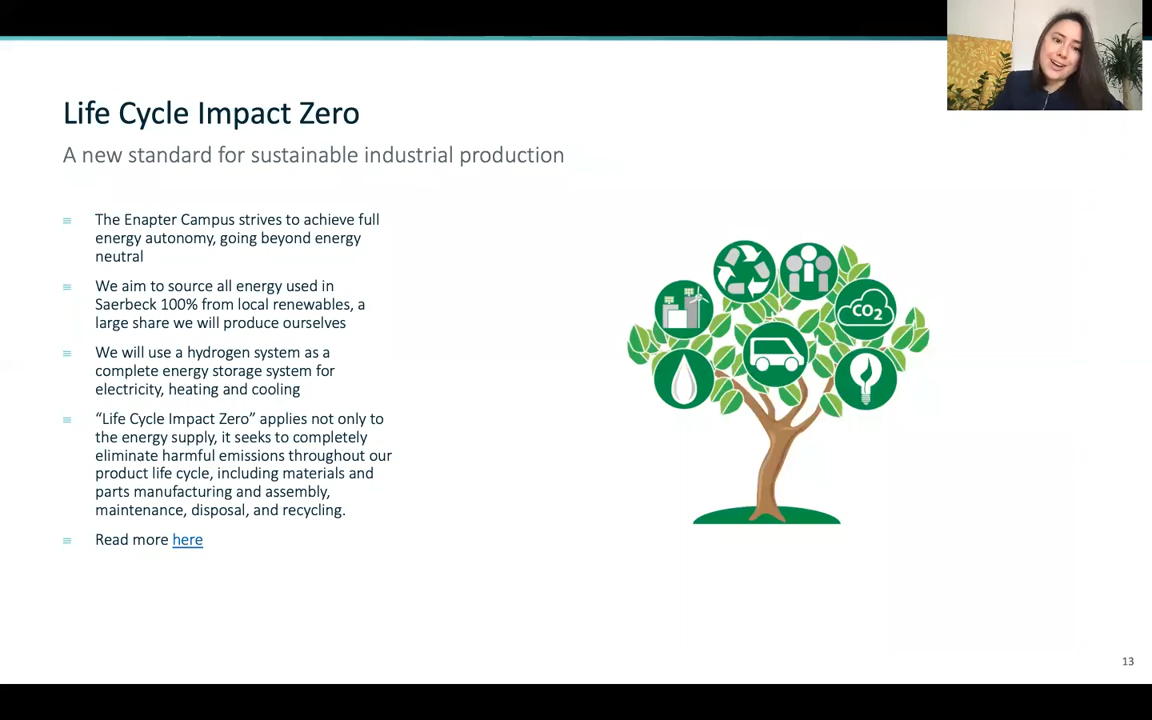 Life Cycle Impact Zero
A new standard for sustainable industrial production
The Enapter Campus strives to achieve full
energy autonomy, going beyond energy
neutral
We aim to source all energy used in
Saerbeck 100% from local renewables, a
large share we will produce ourselves
We will use a hydrogen system as a
complete energy storage system for
electricity, heating and cooling
“Life Cycle Impact Zero” applies not only to
the energy supply, it seeks to completely
eliminate harmful emissions throughout our
product life cycle, including materials and
parts manufacturing and assembly,
maintenance, disposal, and recycling.
Read more here
CO2
13